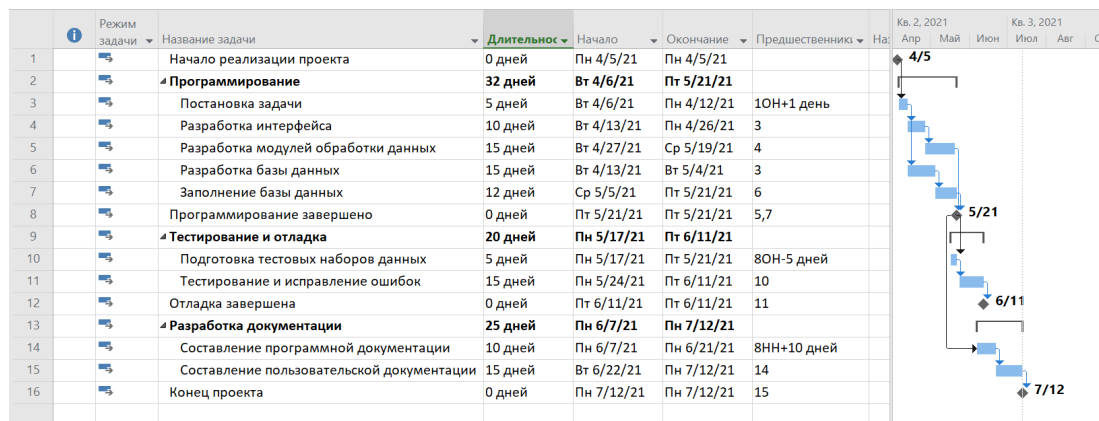 Режим задачи Название задачи Длительнос Начало Окончание Предшественники На: Кв. 2, 2021 Кв. 3, 2021
Апр Май Июн Июл Авг С
1 Начало реализации проекта 0 дней Пн 4/5/21 Пн 4/5/21 4/5
2 Программирование 32 дней Вт 4/6/21 Пт 5/21/21
3 Постановка задачи 5 дней Вт 4/6/21 Пн 4/12/21 1ОН+1 день
4 Разработка интерфейса 10 дней Вт 4/13/21 Пн 4/26/21 3
5 Разработка модулей обработки данных 15 дней Вт 4/27/21 Ср 5/19/21 4
6 Разработка базы данных 15 дней Вт 4/13/21 Вт 5/4/21 3
7 Заполнение базы данных 12 дней Ср 5/5/21 Пт 5/21/21 6
8 Программирование завершено 0 дней Пт 5/21/21 Пт 5/21/21 5,7 5/21
9 Тестирование и отладка 20 дней Пн 5/17/21 Пт 6/11/21
10 Подготовка тестовых наборов данных 5 дней Пн 5/17/21 Пт 5/21/21 8ОН-5 дней
11 Тестирование и исправление ошибок 15 дней Пн 5/24/21 Пт 6/11/21 10
12 Отладка завершена 0 дней Пт 6/11/21 Пт 6/11/21 11 6/11
13 Разработка документации 25 дней Пн 6/7/21 Пн 7/12/21
14 Составление программной документации 10 дней Пн 6/7/21 Пн 6/21/21 8НН+10 дней
15 Составление пользовательской документации 15 дней Вт 6/22/21 Пн 7/12/21 14
16 Конец проекта 0 дней Пн 7/12/21 Пн 7/12/21 15 7/12